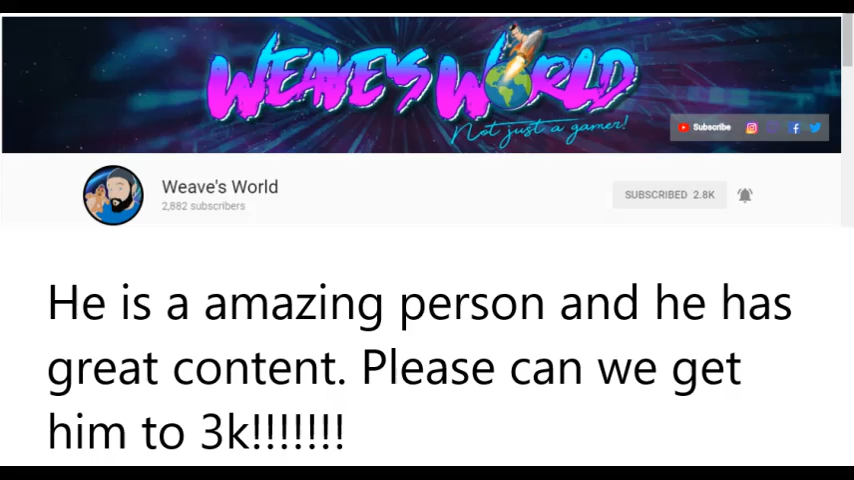 WEAVE'S WORLD
Not just a gamer!
Subscribe
Weave's World
2,882 subscribers
SUBSCRIBED 2.8K
He is a amazing person and he has
great content. Please can we get
him to 3k!!!!!!!